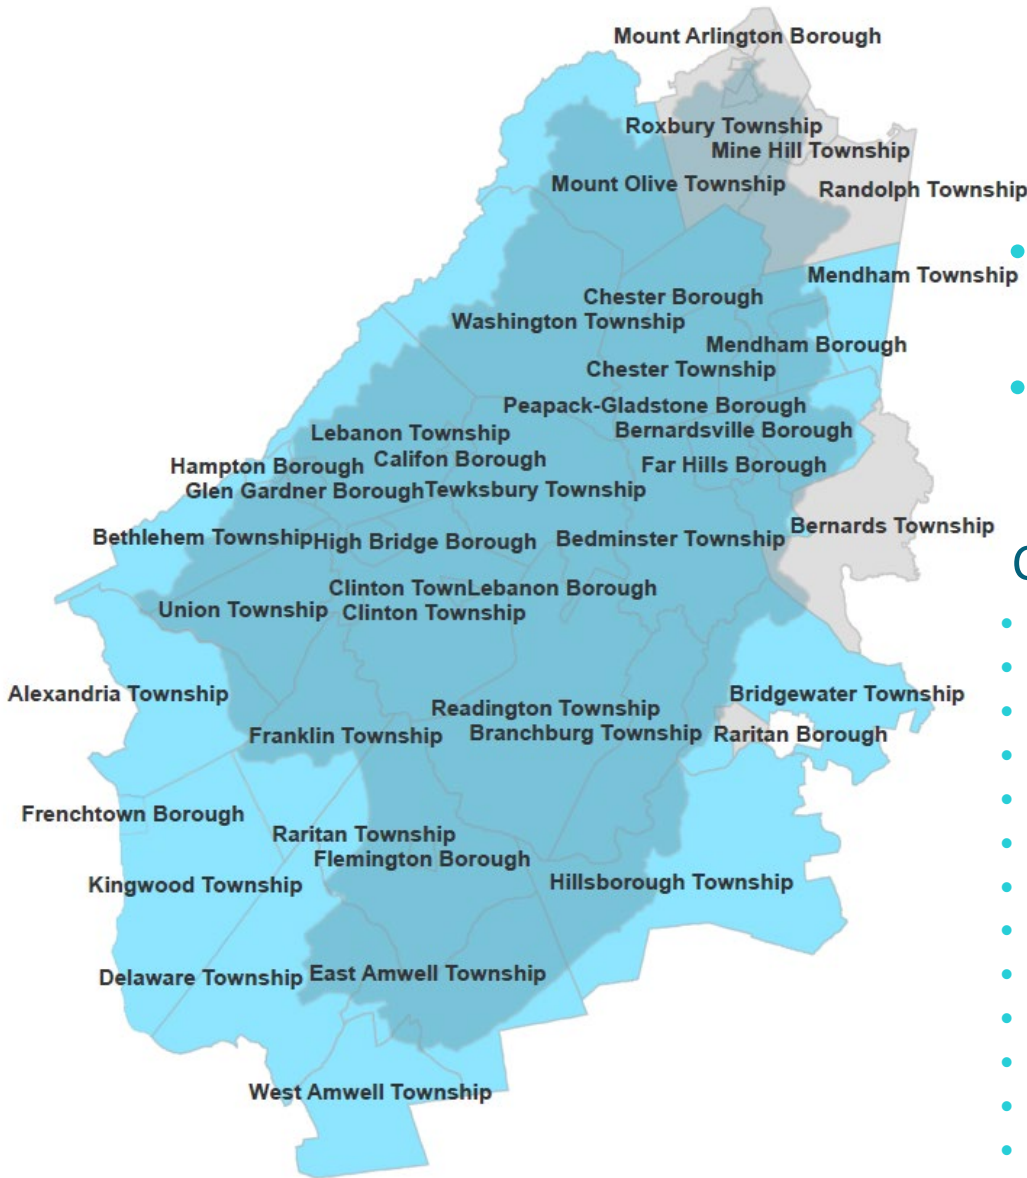 Mount Arlington Borough
Roxbury Township
Mine Hill Township
Mount Olive Township
Randolph Township
Mendham Township
Chester Borough
Washington Township
Mendham Borough
Chester Township
Peapack-Gladstone Borough
Bernardsville Borough
Lebanon Township
Califon Borough
Hampton Borough
Far Hills Borough
Glen Gardner Borough
Tewksbury Township
Bernards Township
Bethlehem Township
High Bridge Borough
Bedminster Township
Clinton Town
Lebanon Borough
Union Township
Clinton Township
Alexandria Township
Bridgewater Township
Readington Township
Franklin Township
Branchburg Township
Raritan Borough
Frenchtown Borough
Raritan Township
Flemington Borough
Kingwood Township
Hillsborough Township
Delaware Township
East Amwell Township
West Amwell Township